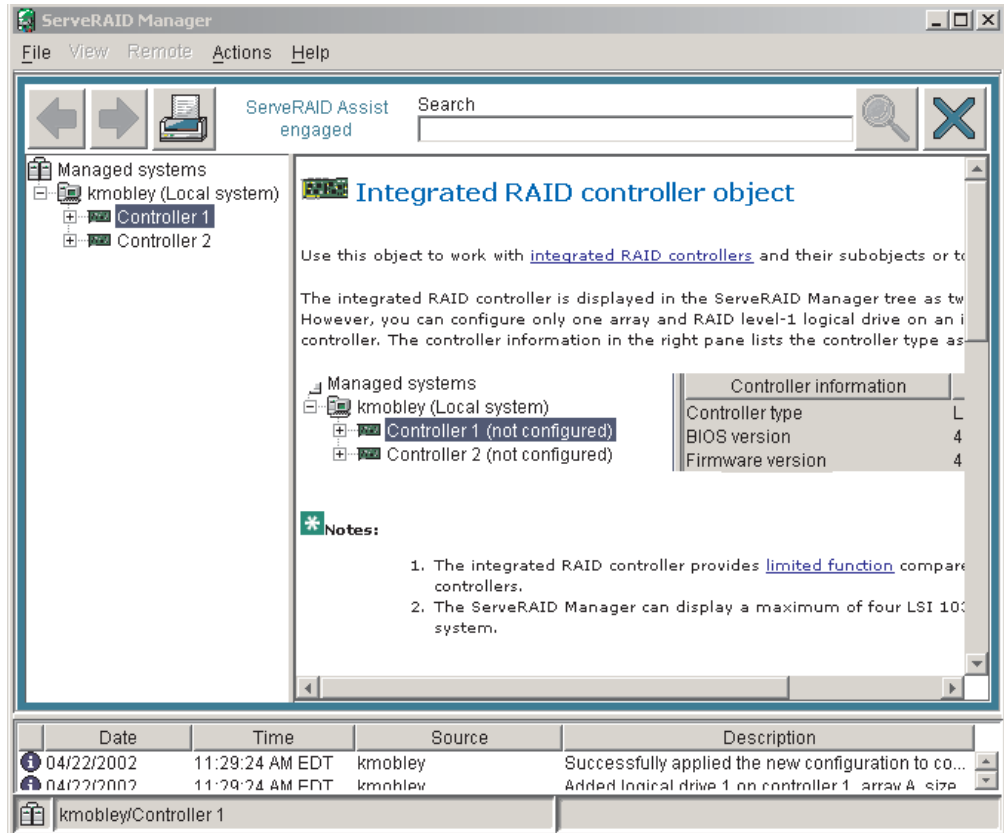 ServeRAID Manager
File View Remote Actions Help
ServeRAID Assist
engaged
Search
Managed systems
kmobley (Local system)
Controller 1
Controller 2
Integrated RAID controller object
Use this object to work with integrated RAID controllers and their subobjects or to
The integrated RAID controller is displayed in the ServeRAID Manager tree as tw
However, you can configure only one array and RAID level-1 logical drive on an i
controller. The controller information in the right pane lists the controller type as
Managed systems
kmobley (Local system)
Controller 1 (not configured)
Controller 2 (not configured)
Controller information
Controller type L
BIOS version 4
Firmware version 4
Notes:
1. The integrated RAID controller provides limited function compare
controllers.
2. The ServeRAID Manager can display a maximum of four LSI 103
system.
Date Time Source Description
04/22/2002 11:29:24 AM EDT kmobley Successfully applied the new configuration to co...
04/22/2002 11:29:24 AM EDT kmobley Added logical drive 1 on controller 1, array A, size
kmobley/Controller 1